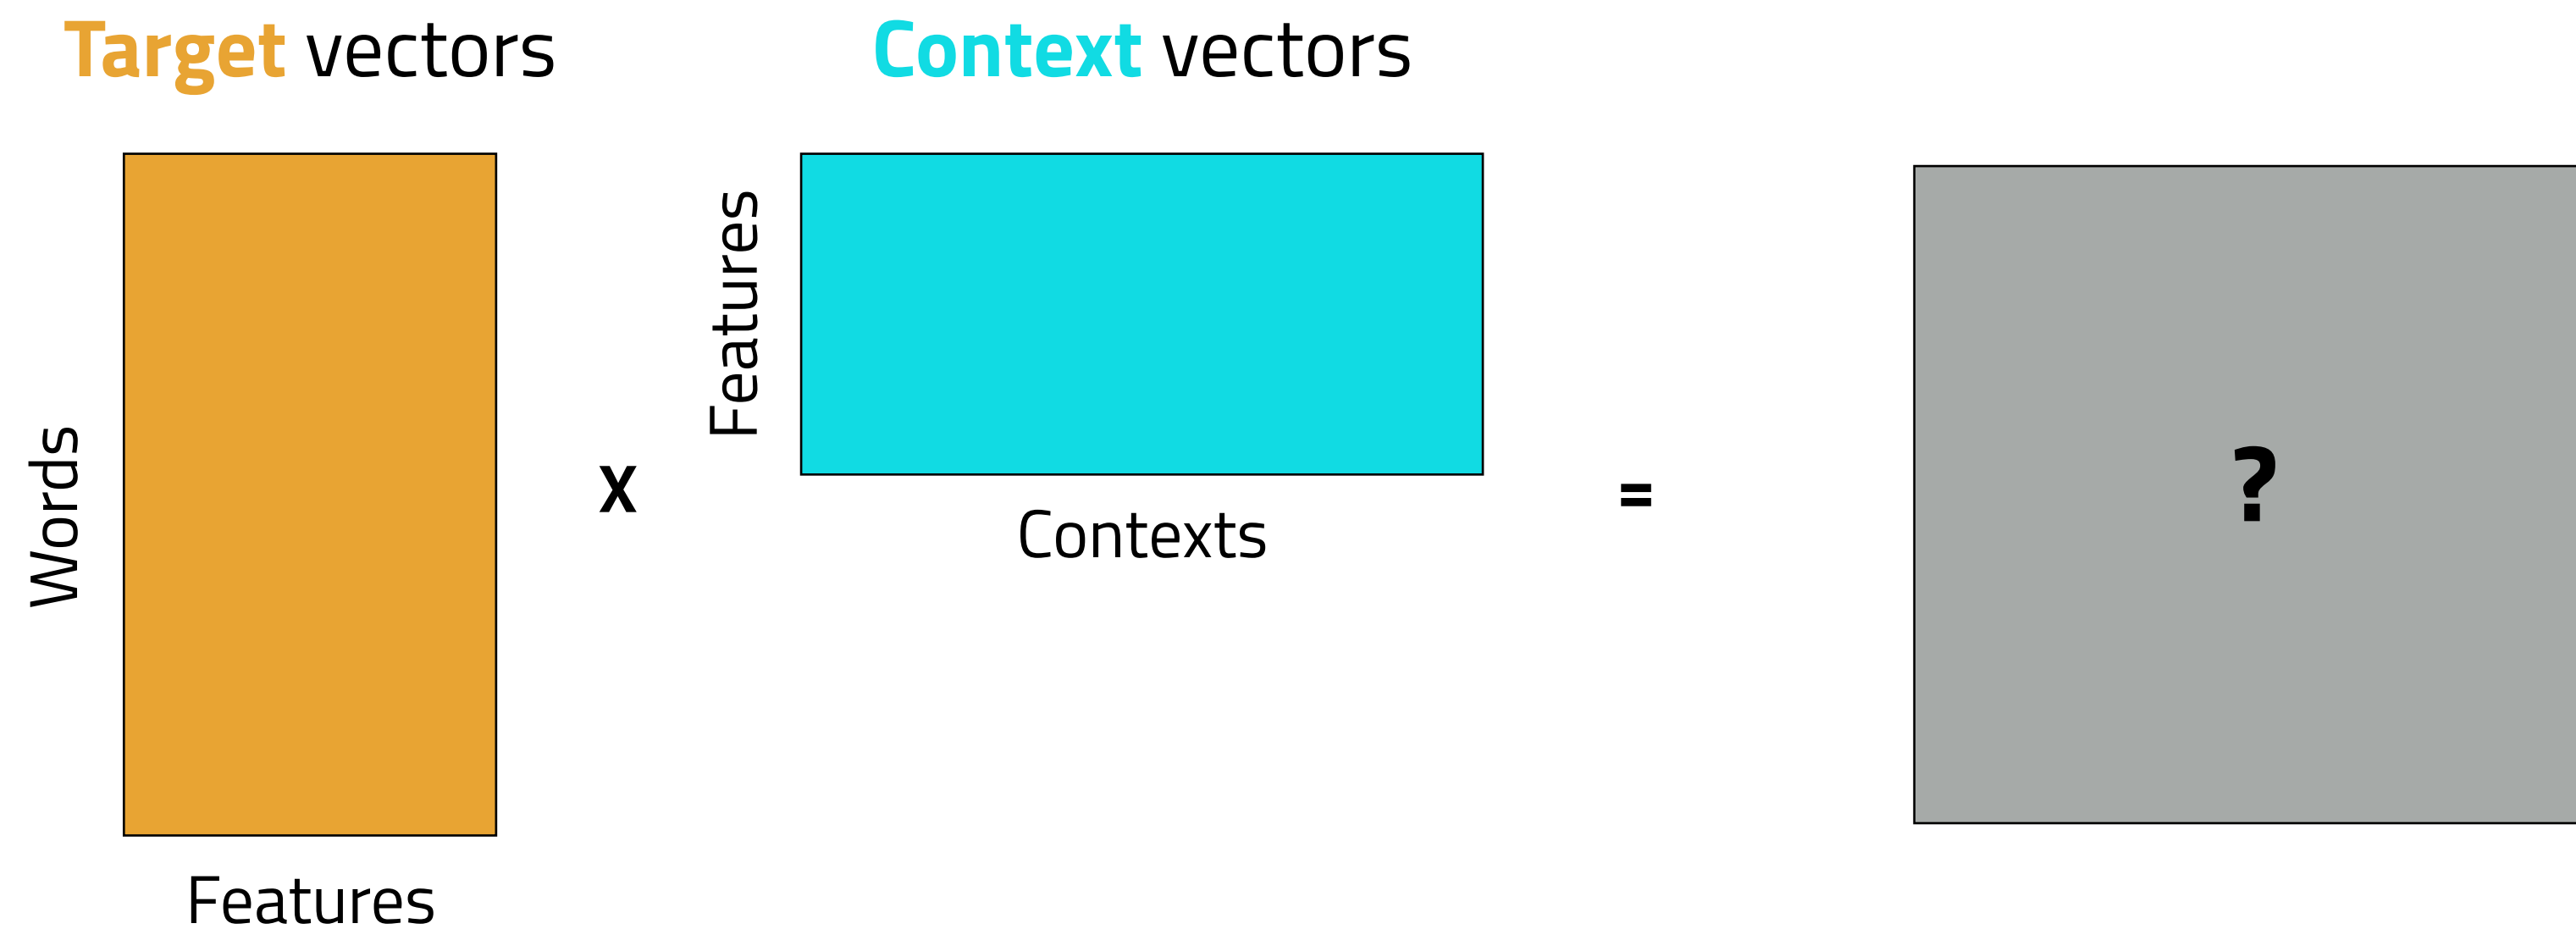 Target vectors
Context vectors
Words
Features
x
Features
Contexts
=
?